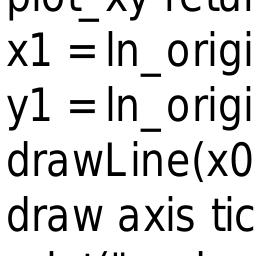 plot_xy retur
x1 = ln_origi
y1 = ln_origi
drawLine(x0
draw axis tic